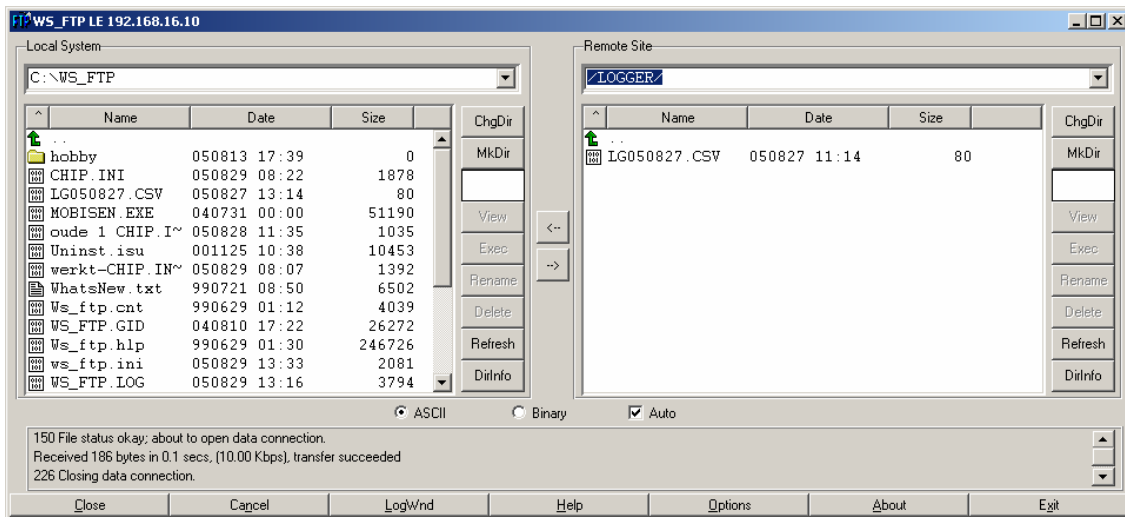 WS_FTP LE 192.168.16.10
Local System
C:\WS_FTP
^ Name Date Size
..
hobby 050813 17:39 0
CHIP.INI 050829 08:22 1878
LG050827.CSV 050827 13:14 80
MOBISEN.EXE 040731 00:00 51190
oude 1 CHIP.I~ 050828 11:35 1035
Uninst.isu 001125 10:38 10453
werkt-CHIP.IN~ 050829 08:07 1392
WhatsNew.txt 990721 08:50 6502
Ws_ftp.cnt 990629 01:12 4039
WS_FTP.GID 040810 17:22 26272
Ws_ftp.hlp 990629 01:30 246726
ws_ftp.ini 050829 13:33 2081
WS_FTP.LOG 050829 13:16 3794
ChgDir
MkDir
View
Exec
Rename
Delete
Refresh
DirInfo
<--
-->
Remote Site
/LOGGER/
^ Name Date Size
..
LG050827.CSV 050827 11:14 80
ChgDir
MkDir
View
Exec
Rename
Delete
Refresh
DirInfo
ASCII Binary Auto
150 File status okay; about to open data connection.
Received 186 bytes in 0.1 secs, (10.00 Kbps), transfer succeeded
226 Closing data connection.
Close Cancel LogWnd Help Options About Exit